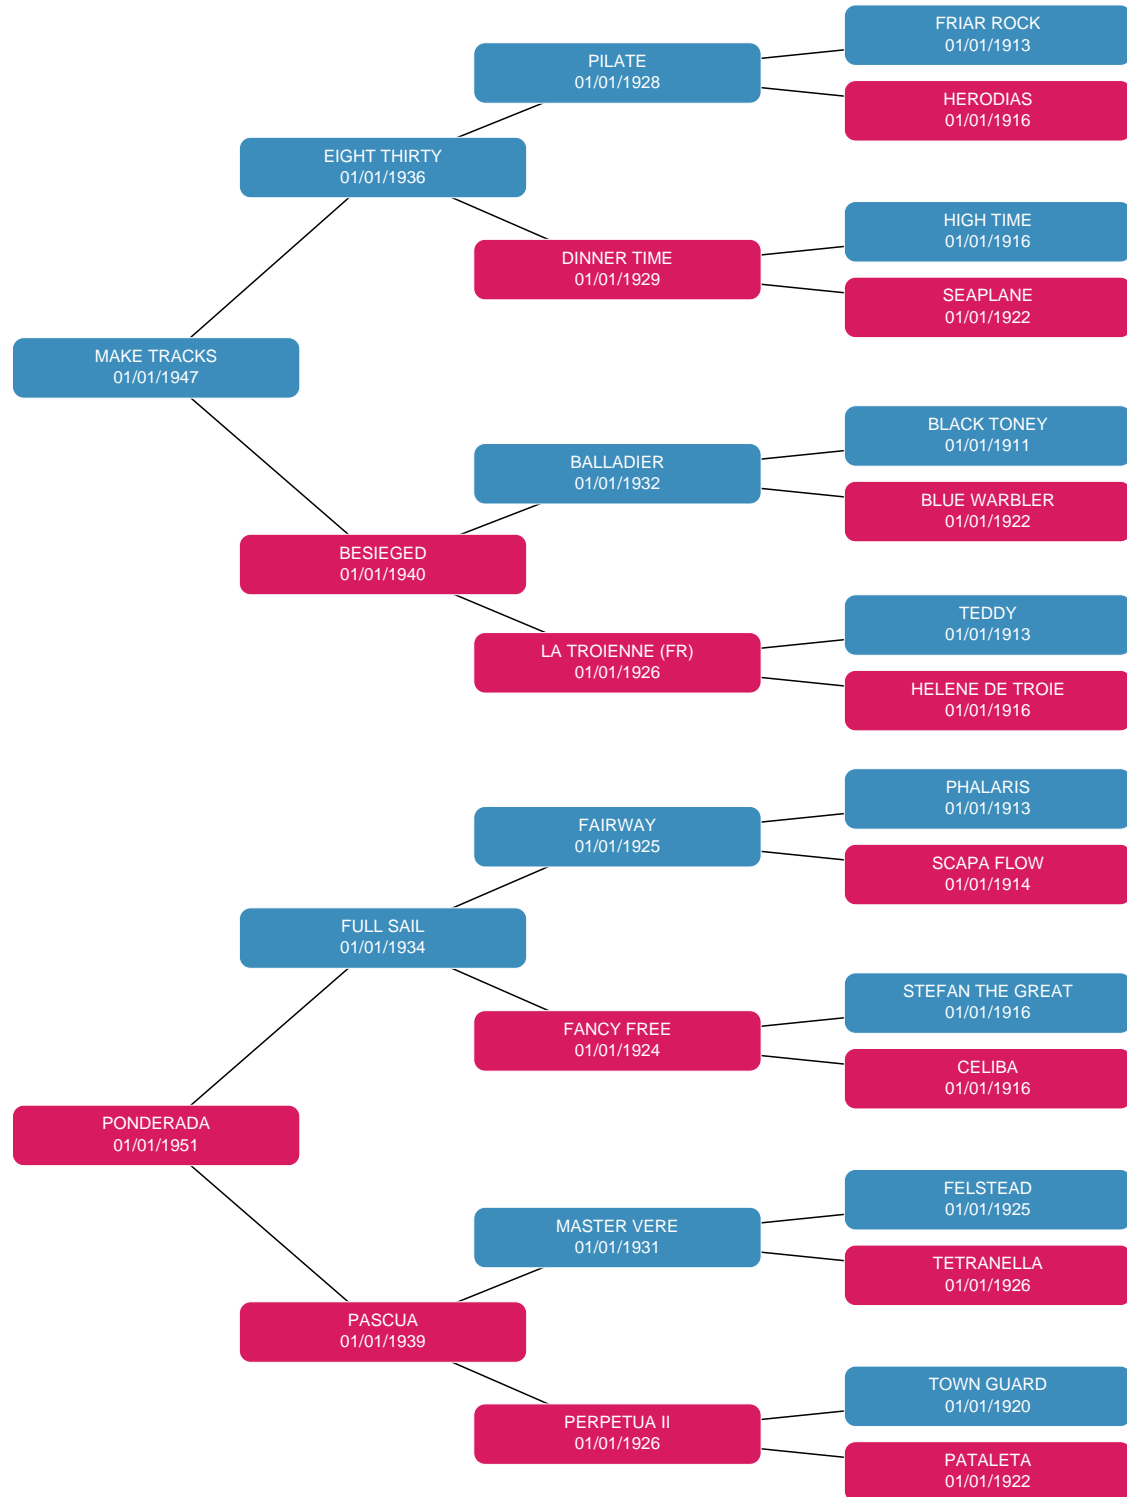 FRIAR ROCK
01/01/1913
PILATE
01/01/1928
HERODIAS
01/01/1916
EIGHT THIRTY
01/01/1936
HIGH TIME
01/01/1916
DINNER TIME
01/01/1929
SEAPLANE
01/01/1922
MAKE TRACKS
01/01/1947
BLACK TONEY
01/01/1911
BALLADIER
01/01/1932
BLUE WARBLER
01/01/1922
BESIEGED
01/01/1940
TEDDY
01/01/1913
LA TROIENNE (FR)
01/01/1926
HELENE DE TROIE
01/01/1916
PHALARIS
01/01/1913
FAIRWAY
01/01/1925
SCAPA FLOW
01/01/1914
FULL SAIL
01/01/1934
STEFAN THE GREAT
01/01/1916
FANCY FREE
01/01/1924
CELIBA
01/01/1916
PONDERADA
01/01/1951
FELSTEAD
01/01/1925
MASTER VERE
01/01/1931
TETRANELLA
01/01/1926
PASCUA
01/01/1939
TOWN GUARD
01/01/1920
PERPETUA II
01/01/1926
PATALETA
01/01/1922